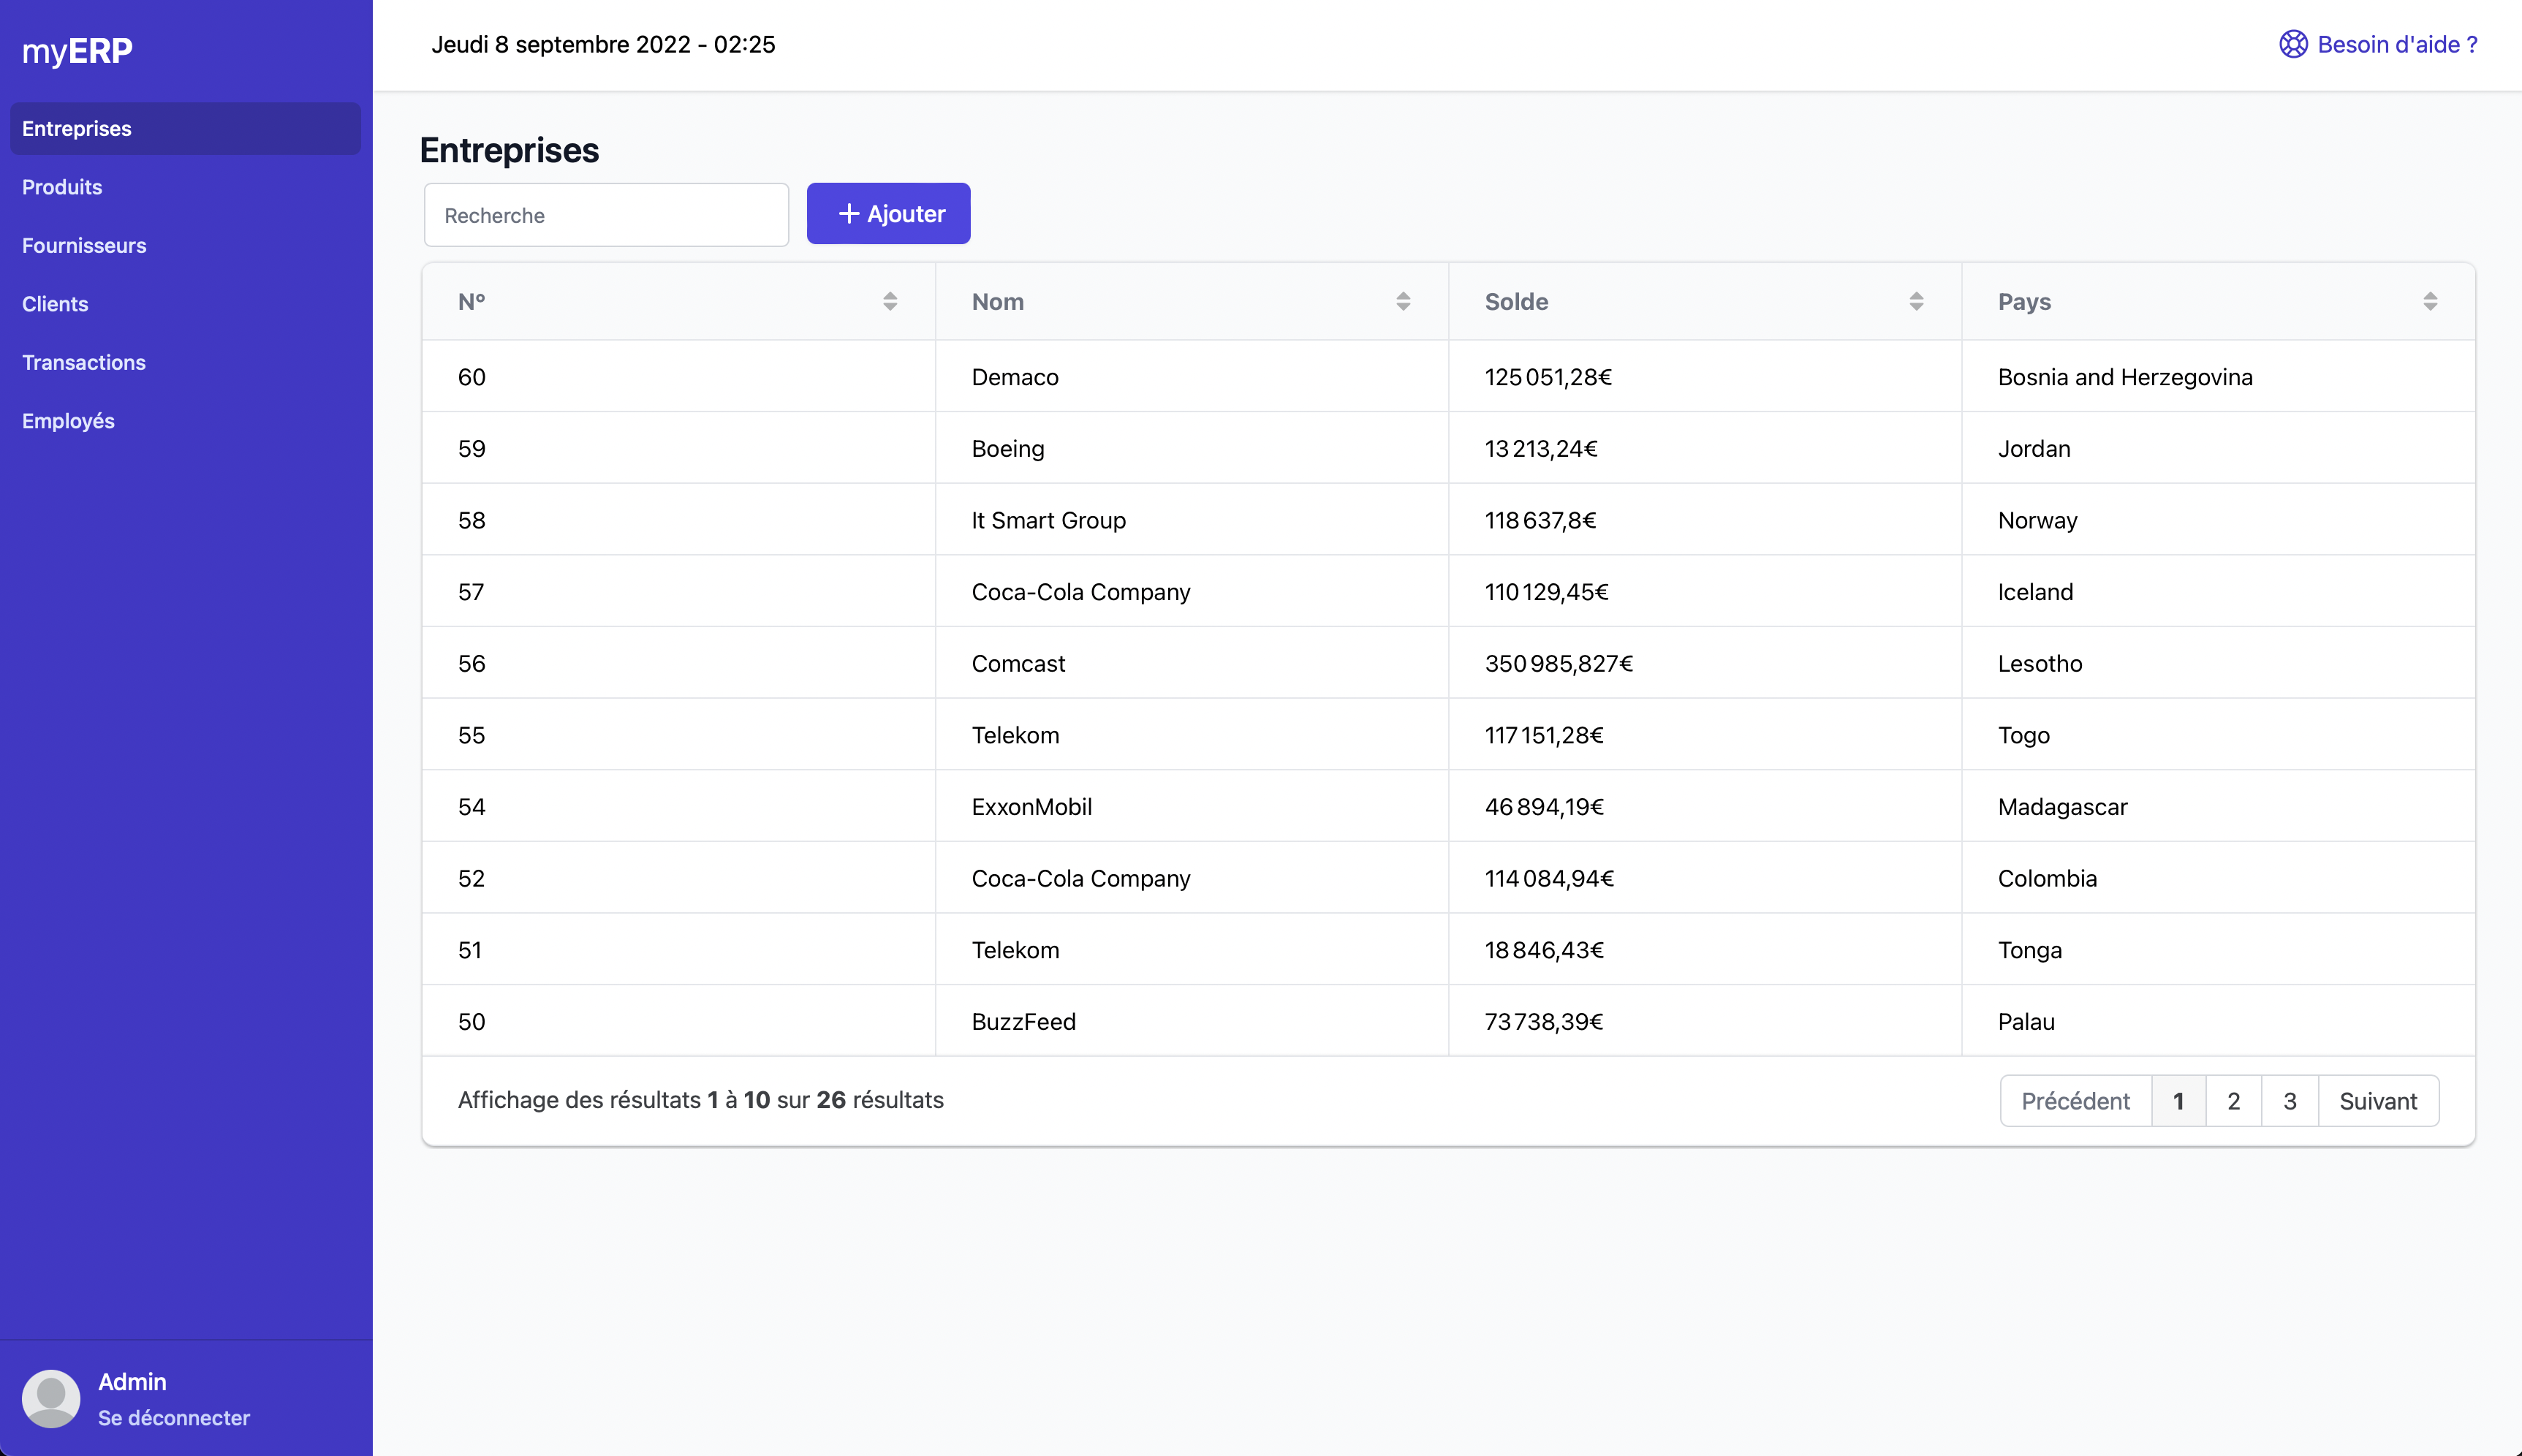 myERP
Jeudi 8 septembre 2022 - 02:25
Besoin d'aide ?
Entreprises
Produits
Fournisseurs
Clients
Transactions
Employés
Entreprises
Recherche
+ Ajouter
N° Nom Solde Pays
60 Demaco 125 051,28€ Bosnia and Herzegovina
59 Boeing 13 213,24€ Jordan
58 It Smart Group 118 637,8€ Norway
57 Coca-Cola Company 110 129,45€ Iceland
56 Comcast 350 985,827€ Lesotho
55 Telekom 117 151,28€ Togo
54 ExxonMobil 46 894,19€ Madagascar
52 Coca-Cola Company 114 084,94€ Colombia
51 Telekom 18 846,43€ Tonga
50 BuzzFeed 73 738,39€ Palau
Affichage des résultats 1 à 10 sur 26 résultats
Précédent 1 2 3 Suivant
Admin
Se déconnecter